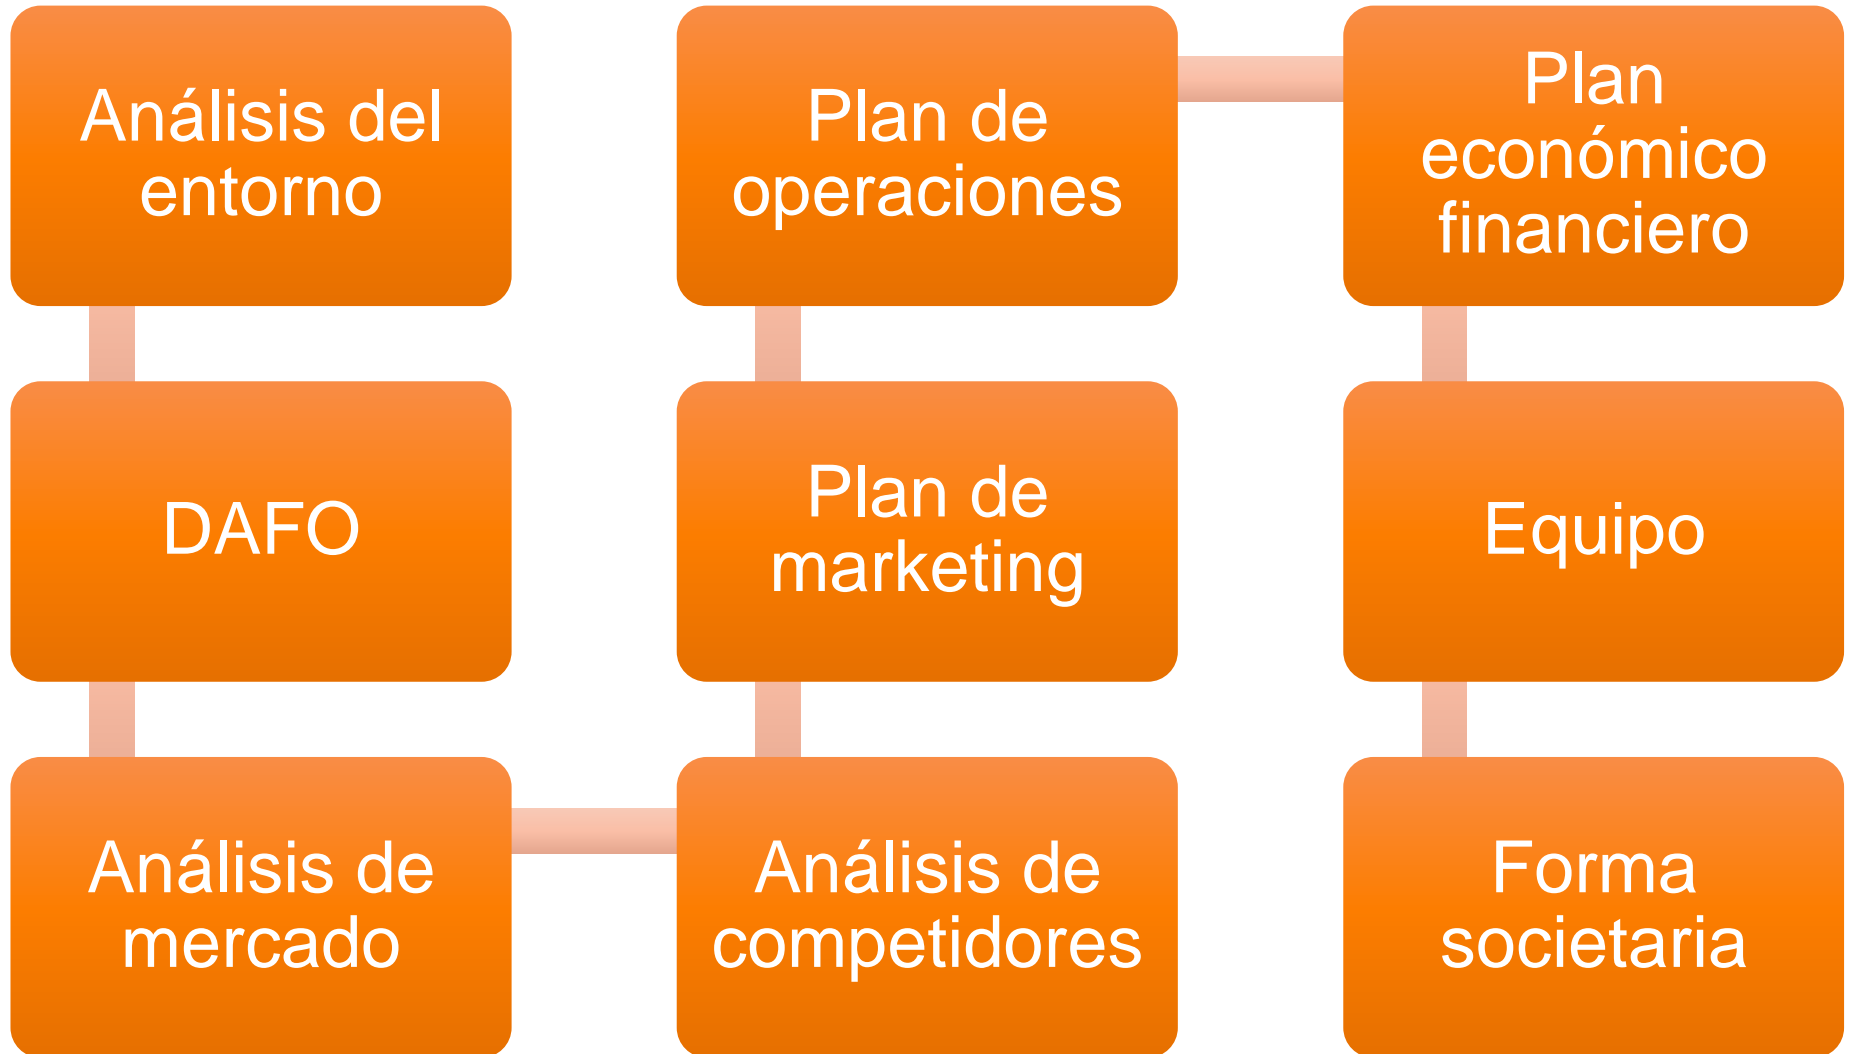 Análisis del
entorno
DAFO
Análisis de
mercado
Análisis de
competidores
Plan de
marketing
Plan de
operaciones
Plan
económico
financiero
Equipo
Forma
societaria